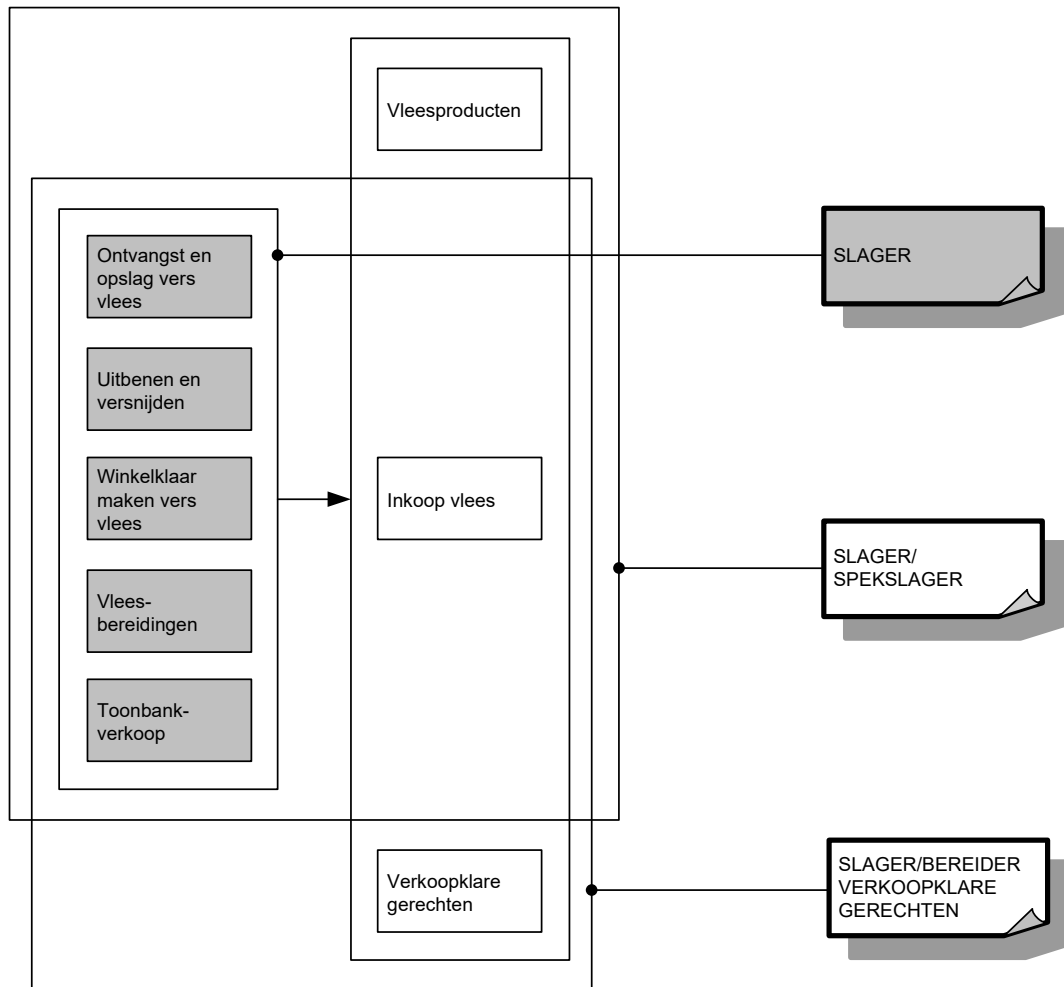 Vleesproducten
Ontvangst en
opslag vers
vlees
SLAGER
Uitbenen en
versnijden
Winkelklaar
maken vers
vlees
Inkoop vlees
SLAGER/
SPEKSLAGER
Vlees-
bereidingen
Toonbank-
verkoop
Verkoopklare
gerechten
SLAGER/BEREIDER
VERKOOPKLARE
GERECHTEN